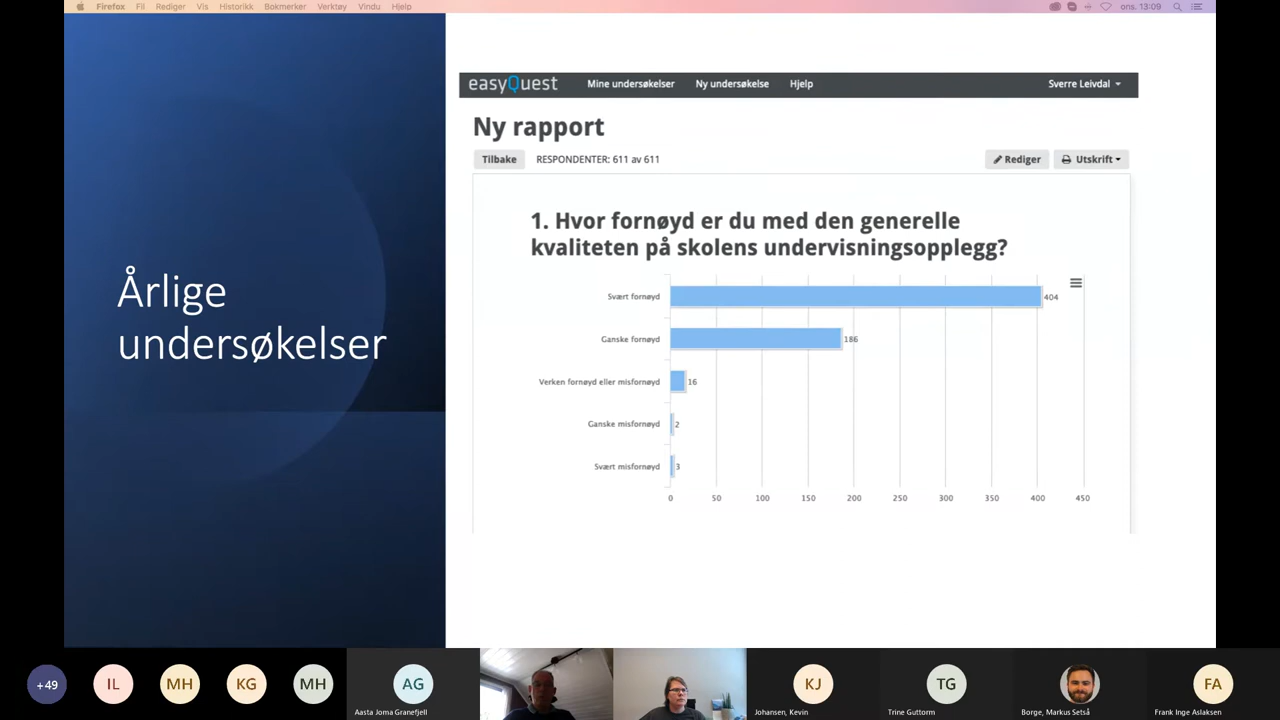 Firefox Fil Rediger Vis Historikk Bokmerker Verktøy Vindu Hjelp ons. 13:09
Årlige
undersøkelser
easyQuest Mine undersøkelser Ny undersøkelse Hjelp Sverre Leivdal
Ny rapport
Tilbake RESPONDENTER: 611 av 611 Rediger Utskrift
1. Hvor fornøyd er du med den generelle
kvaliteten på skolens undervisningsopplegg?
Svært fornøyd 404
Ganske fornøyd 186
Verken fornøyd eller misfornøyd 16
Ganske misfornøyd 2
Svært misfornøyd 3
0 50 100 150 200 250 300 350 400 450
+49 IL MH KG MH AG KJ TG FA
Aasta Joma Granefjell Johansen, Kevin Trine Guttorm Borge, Markus Setså Frank Inge Aslaksen